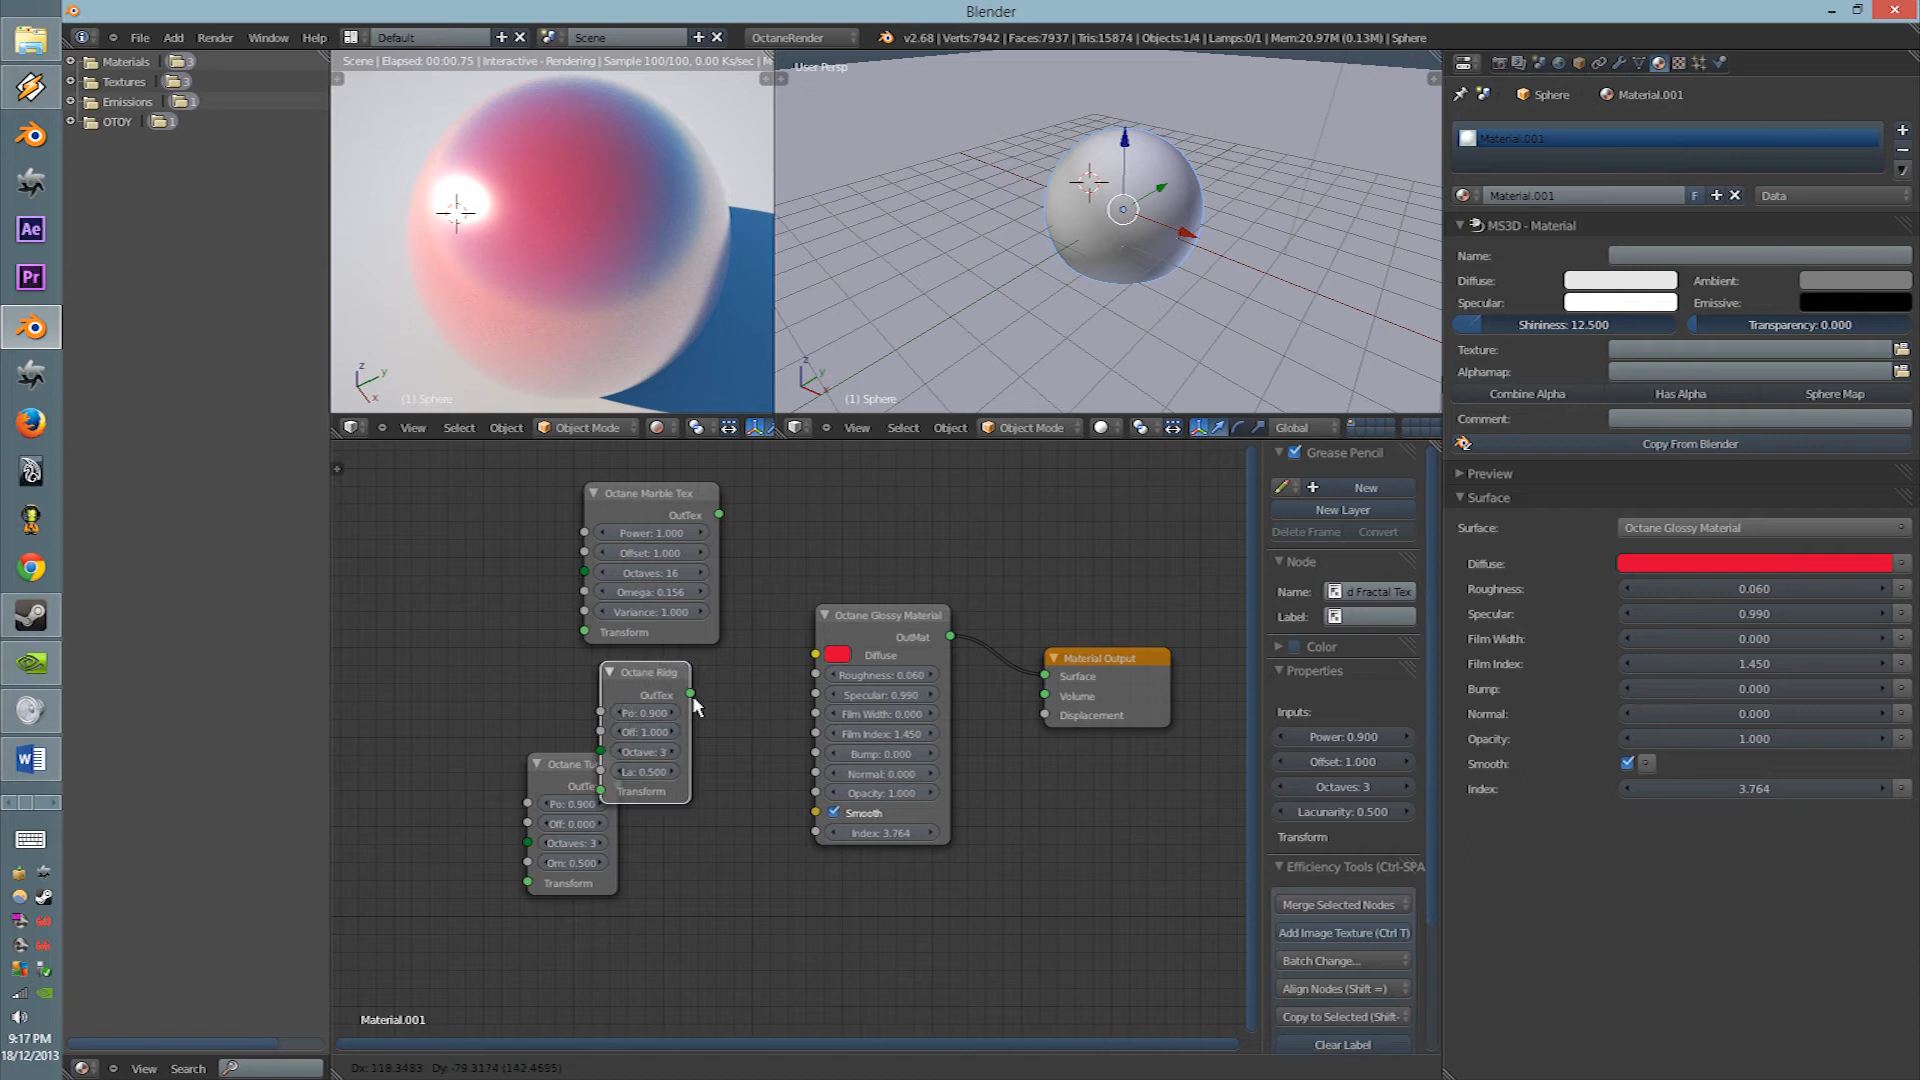 Blender
File Add Render Window Help
Default
Scene
OctaneRender
v2.68 | Verts:7942 | Faces:7937 | Tris:15874 | Objects:1/4 | Lamps:0/1 | Mem:20.97M (0.13M) | Sphere
Materials 3
Textures 3
Emissions 1
OTOY 1
Scene | Elapsed: 00:00.75 | Interactive - Rendering | Sample 100/100, 0.00 Ks/sec | M
User Persp
(1) Sphere
(1) Sphere
View Select Object Object Mode
View Select Object Object Mode Global
Octane Marble Tex
OutTex
Power: 1.000
Offset: 1.000
Octaves: 16
Omega: 0.156
Variance: 1.000
Transform
Octane Ridg
OutTex
Po: 0.900
Off: 1.000
Octave: 3
La: 0.500
Transform
Octane Tu
OutTe
Po: 0.900
Off: 0.000
Octaves: 3
Om: 0.500
Transform
Octane Glossy Material
OutMat
Diffuse
Roughness: 0.060
Specular: 0.990
Film Width: 0.000
Film Index: 1.450
Bump: 0.000
Normal: 0.000
Opacity: 1.000
Smooth
Index: 3.764
Material Output
Surface
Volume
Displacement
Material.001
Dx: 118.3483 Dy: -79.3174 (142.4695)
Grease Pencil
New
New Layer
Delete Frame Convert
Node
Name: d Fractal Tex
Label:
Color
Properties
Inputs:
Power: 0.900
Offset: 1.000
Octaves: 3
Lacunarity: 0.500
Transform
Efficiency Tools (Ctrl-SPA
Merge Selected Nodes
Add Image Texture (Ctrl T)
Batch Change...
Align Nodes (Shift =)
Copy to Selected (Shift-
Clear Label
Sphere Material.001
Material.001
Material.001 F Data
MS3D - Material
Name:
Diffuse: Ambient:
Specular: Emissive:
Shininess: 12.500 Transparency: 0.000
Texture:
Alphamap:
Combine Alpha Has Alpha Sphere Map
Comment:
Copy From Blender
Preview
Surface
Surface: Octane Glossy Material
Diffuse:
Roughness: 0.060
Specular: 0.990
Film Width: 0.000
Film Index: 1.450
Bump: 0.000
Normal: 0.000
Opacity: 1.000
Smooth:
Index: 3.764
View Search
Ae
Pr
9:17 PM
18/12/2013